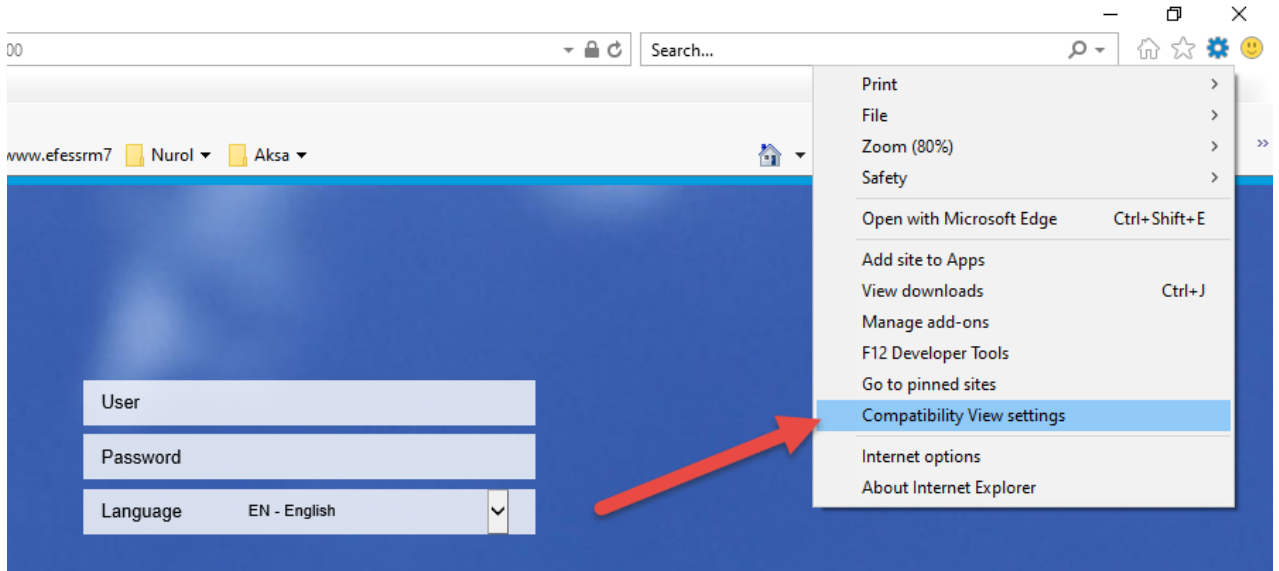 00
Search...
www.efessrm7 Nurol Aksa
Print
File
Zoom (80%)
Safety
Open with Microsoft Edge Ctrl+Shift+E
Add site to Apps
View downloads Ctrl+J
Manage add-ons
F12 Developer Tools
Go to pinned sites
Compatibility View settings
Internet options
About Internet Explorer
User
Password
Language EN - English